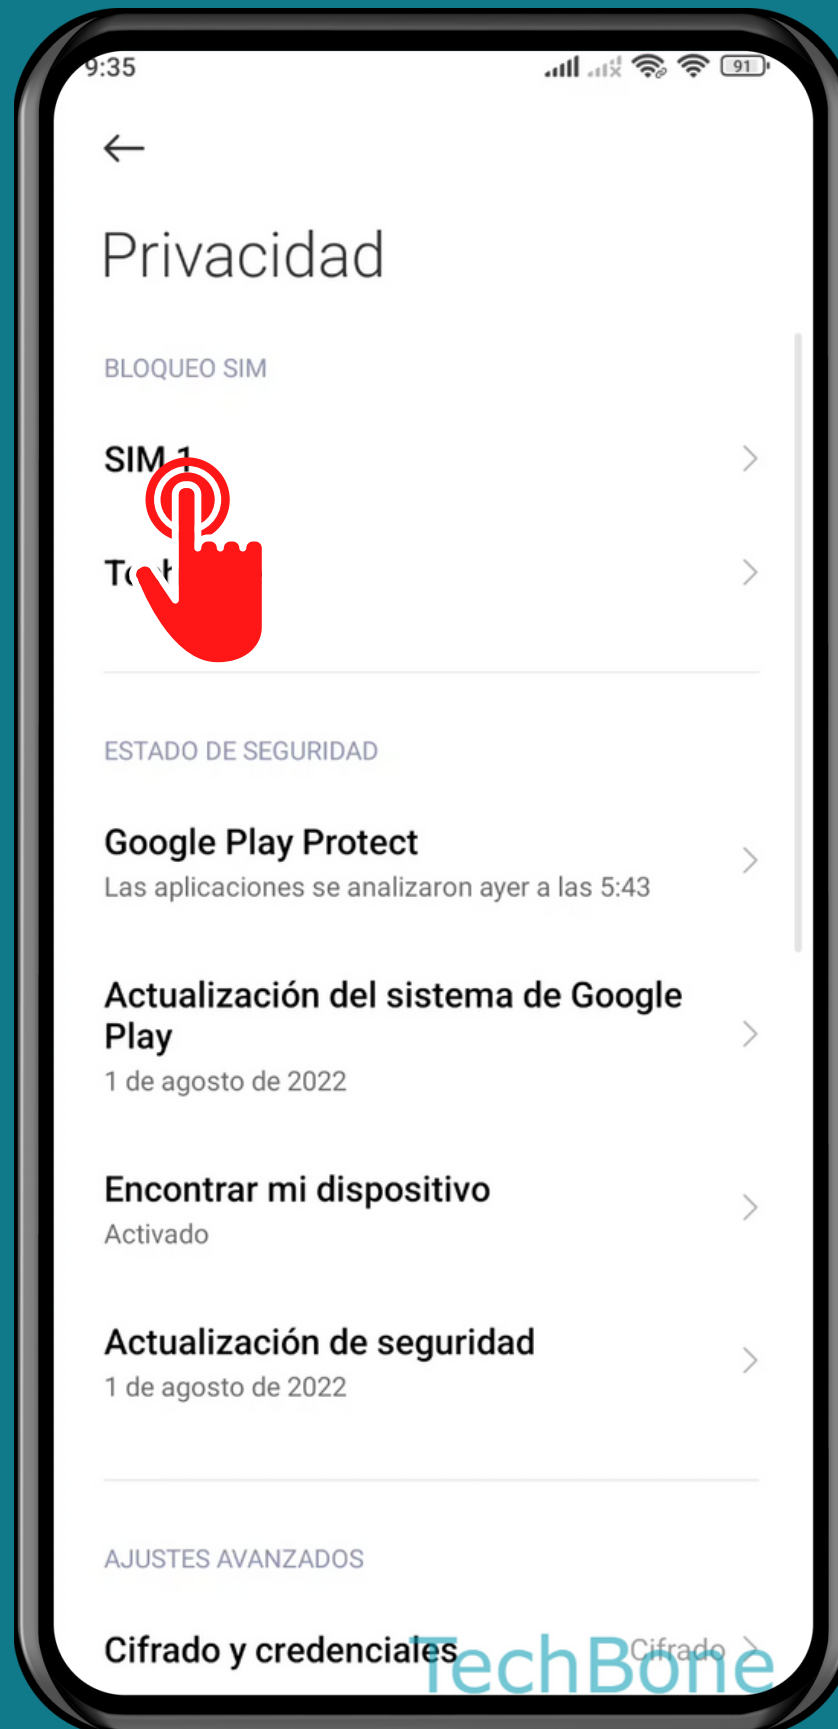 9:35
91
Privacidad
BLOQUEO SIM
SIM 1
ESTADO DE SEGURIDAD
Google Play Protect
Las aplicaciones se analizaron ayer a las 5:43
Actualización del sistema de Google
Play
1 de agosto de 2022
Encontrar mi dispositivo
Activado
Actualización de seguridad
1 de agosto de 2022
AJUSTES AVANZADOS
Cifrado y credenciales
Cifrado
TechBone